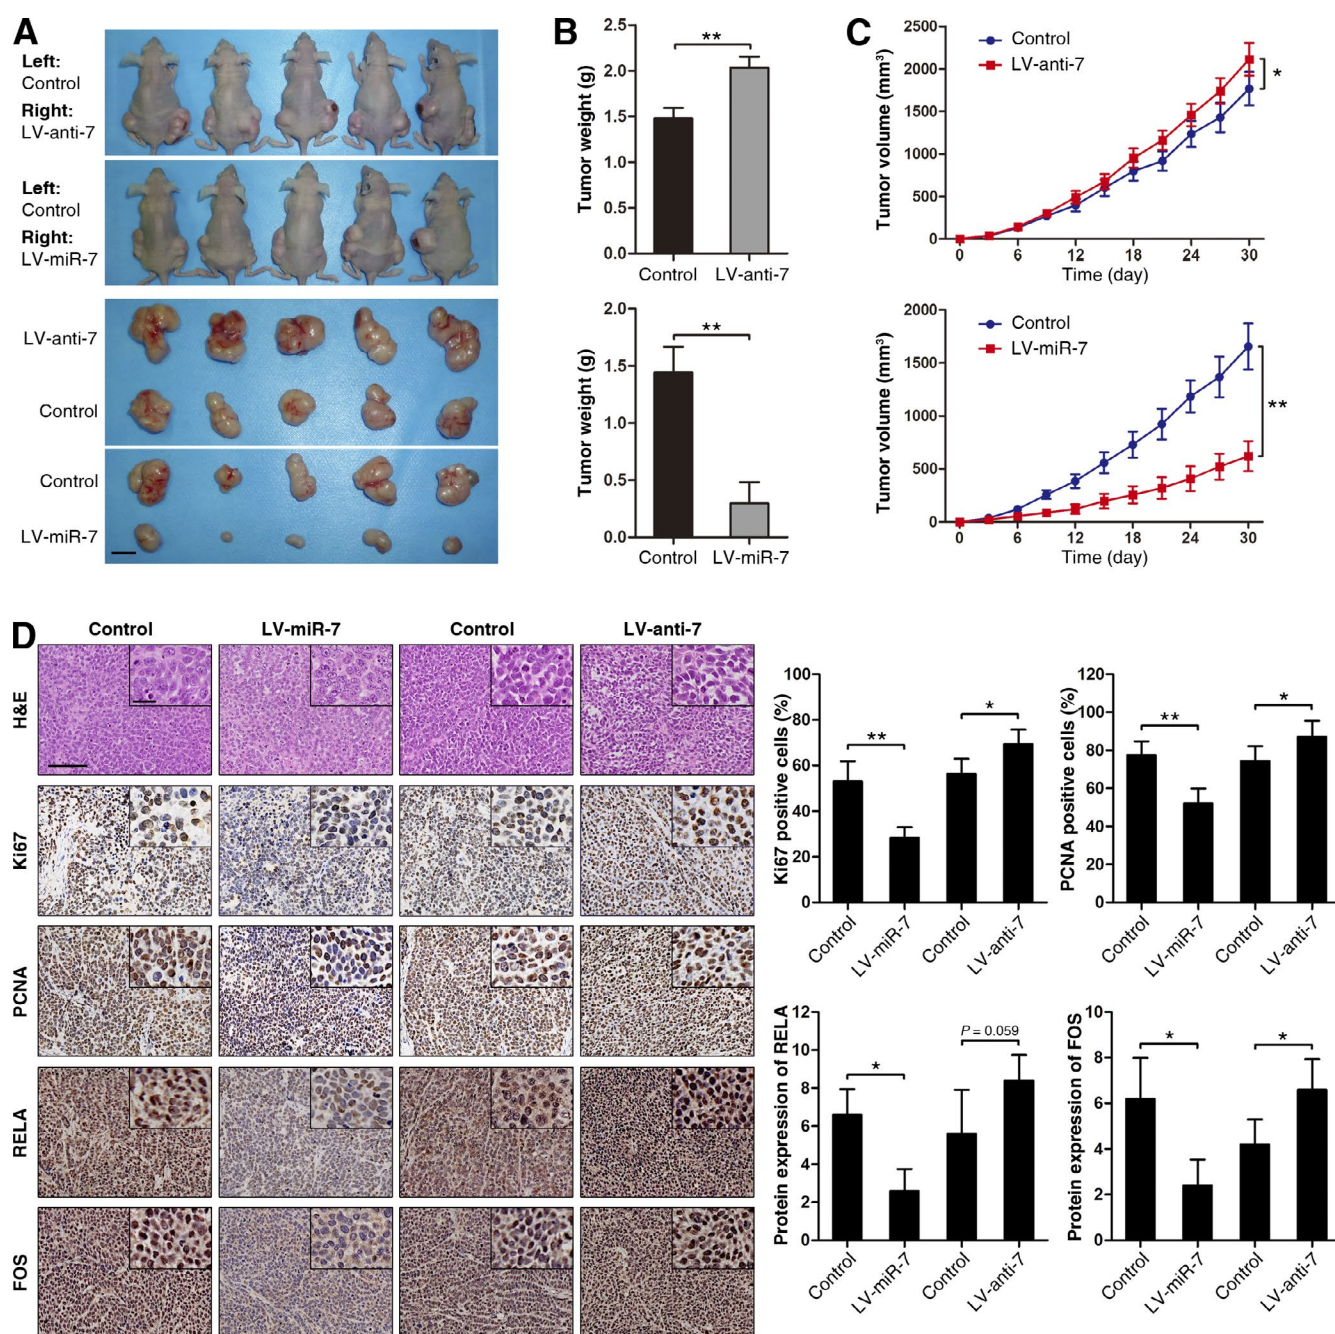 A
Left:
Control
Right:
LV-anti-7
Left:
Control
Right:
LV-miR-7
LV-anti-7
Control
Control
LV-miR-7
B
2.5
2.0
1.5
1.0
0.5
0.0
Tumor weight (g)
**
Control
LV-anti-7
2.0
1.5
1.0
0.5
0.0
Tumor weight (g)
**
Control
LV-miR-7
C
Control
LV-anti-7
2500
2000
1500
1000
500
0
Tumor volume (mm³)
*
0 6 12 18 24 30
Time (day)
Control
LV-miR-7
2000
1500
1000
500
0
Tumor volume (mm³)
**
0 6 12 18 24 30
Time (day)
D
Control
LV-miR-7
Control
LV-anti-7
H&E
Ki67
PCNA
RELA
FOS
100
80
60
40
20
0
Ki67 positive cells (%)
**
*
Control
LV-miR-7
Control
LV-anti-7
120
100
80
60
40
20
0
PCNA positive cells (%)
**
*
Control
LV-miR-7
Control
LV-anti-7
12
10
8
6
4
2
0
Protein expression of RELA
*
P = 0.059
Control
LV-miR-7
Control
LV-anti-7
10
8
6
4
2
0
Protein expression of FOS
*
*
Control
LV-miR-7
Control
LV-anti-7